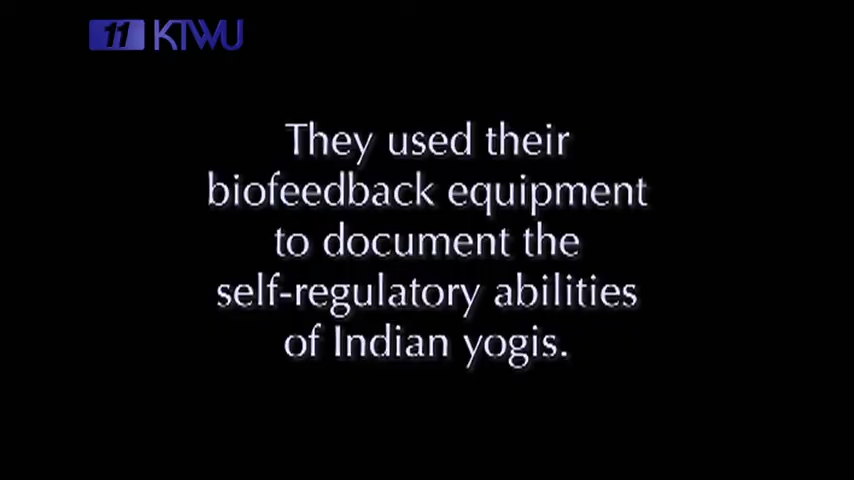 11 KTWU
They used their
biofeedback equipment
to document the
self-regulatory abilities
of Indian yogis.